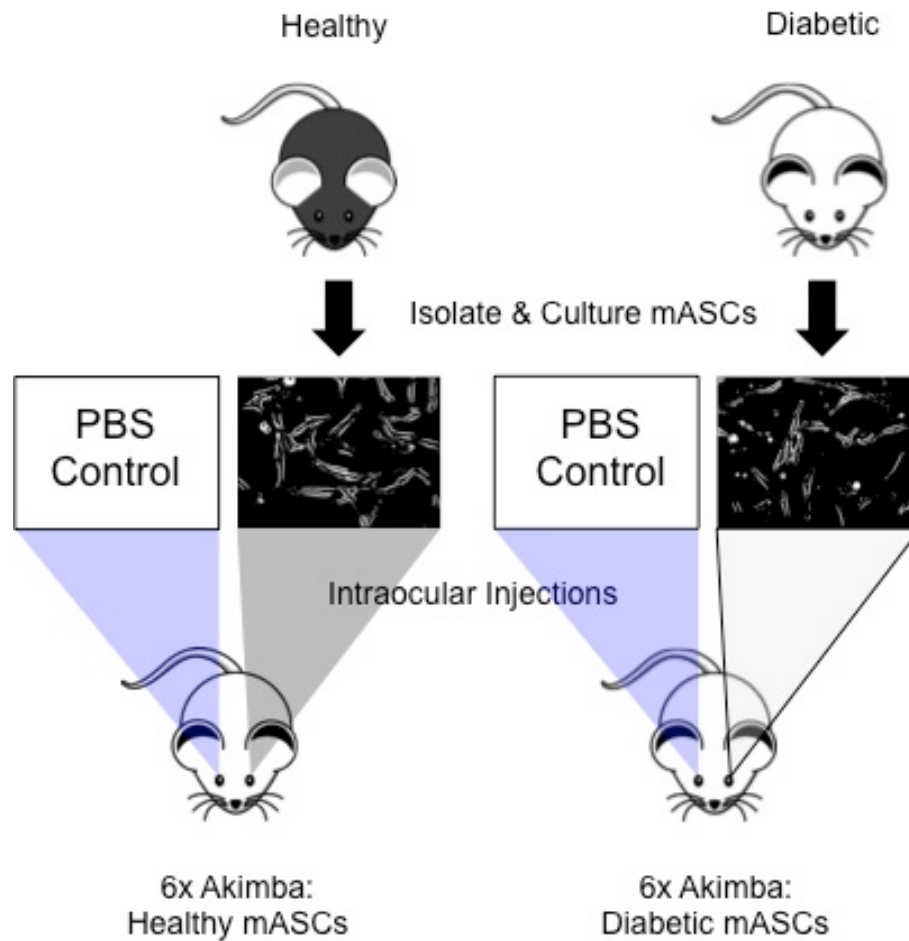 Healthy
Diabetic
Isolate & Culture mASCs
PBS
Control
PBS
Control
Intraocular Injections
6x Akimba:
Healthy mASCs
6x Akimba:
Diabetic mASCs